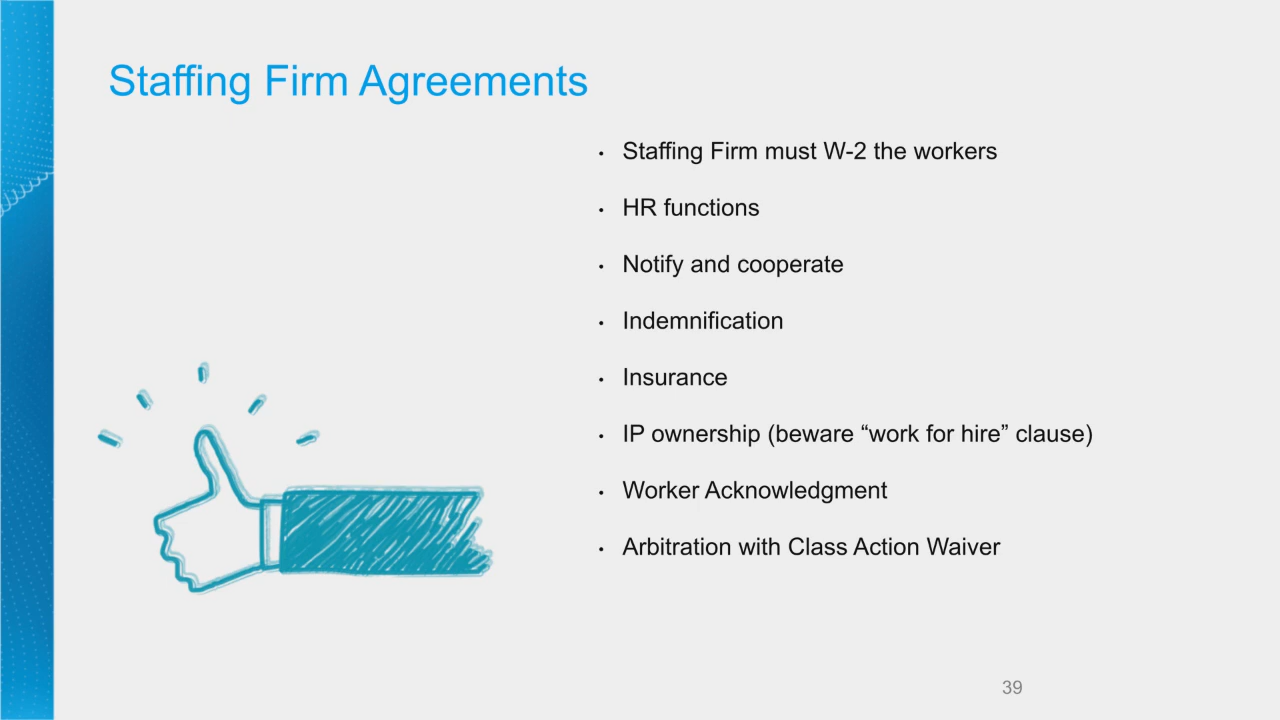 Staffing Firm Agreements
• Staffing Firm must W-2 the workers
• HR functions
• Notify and cooperate
• Indemnification
• Insurance
• IP ownership (beware “work for hire” clause)
• Worker Acknowledgment
• Arbitration with Class Action Waiver
39